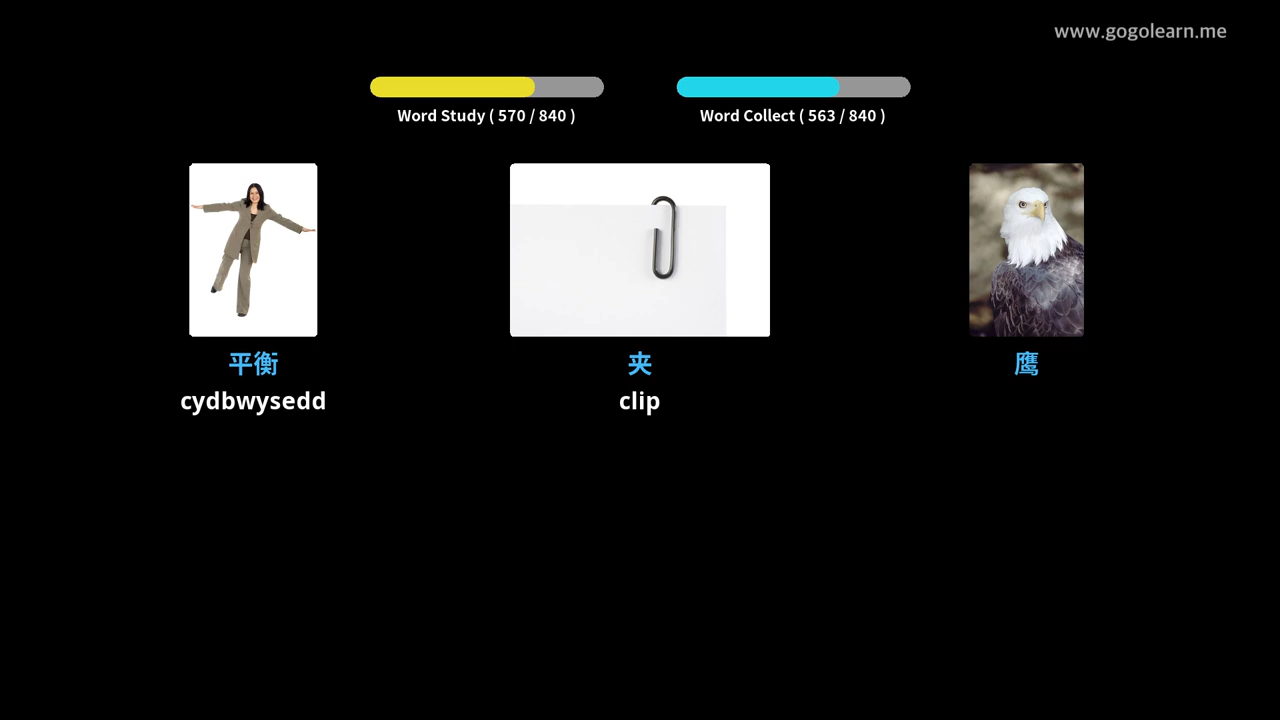 www.gogolearn.me
Word Study ( 570 / 840 )
Word Collect ( 563 / 840 )
平衡
夹
鹰
cydbwysedd
clip